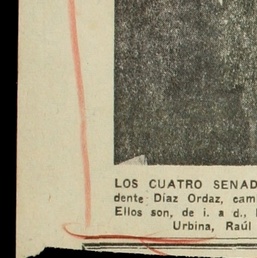 LOS CUATRO SENAD
dente Díaz Ordaz, cam
Ellos son, de i. a d.,
Urbina, Raúl